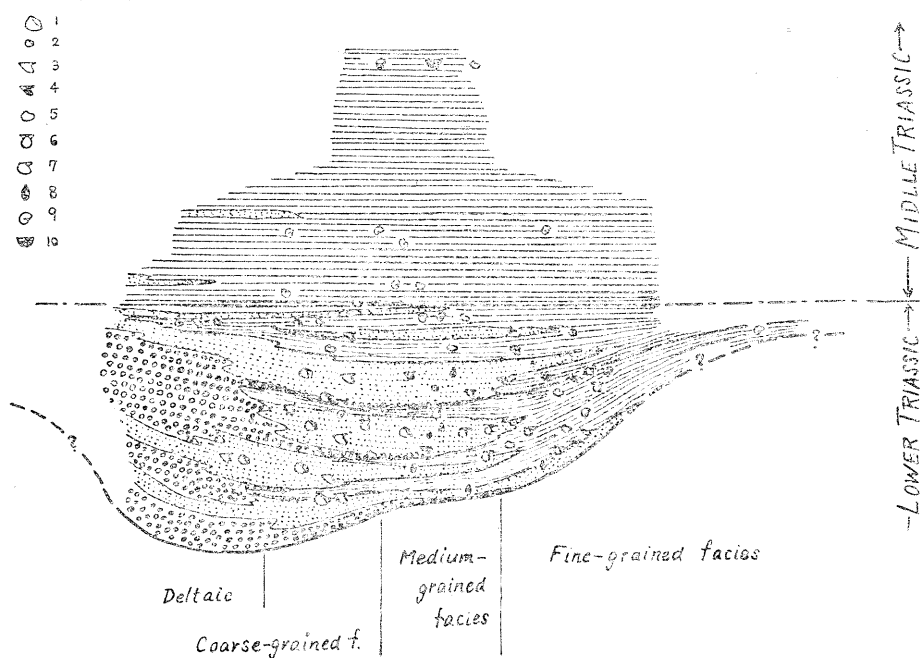 1
2
3
4
5
6
7
8
9
10
← MIDDLE TRIASSIC →
-LOWER TRIASSIC→
?
?
?
Deltaic
Coarse-grained f.
Medium-
grained
facies
Fine-grained facies